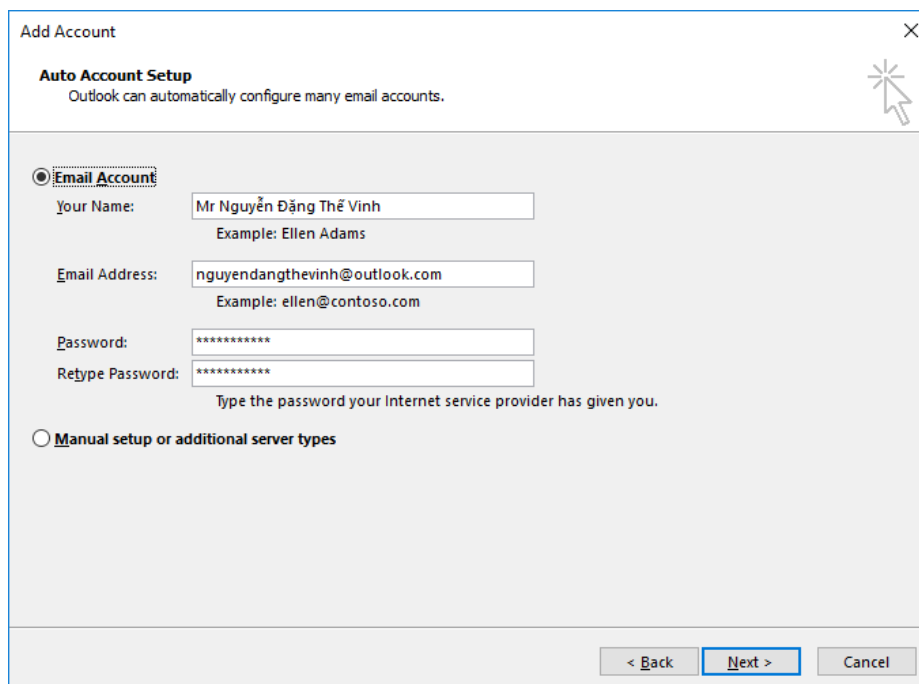 Add Account
Auto Account Setup
Outlook can automatically configure many email accounts.
Email Account
Your Name: Mr Nguyễn Đặng Thế Vinh
Example: Ellen Adams
Email Address: nguyendangthevinh@outlook.com
Example: ellen@contoso.com
Password: ***********
Retype Password: ***********
Type the password your Internet service provider has given you.
Manual setup or additional server types
< Back Next > Cancel